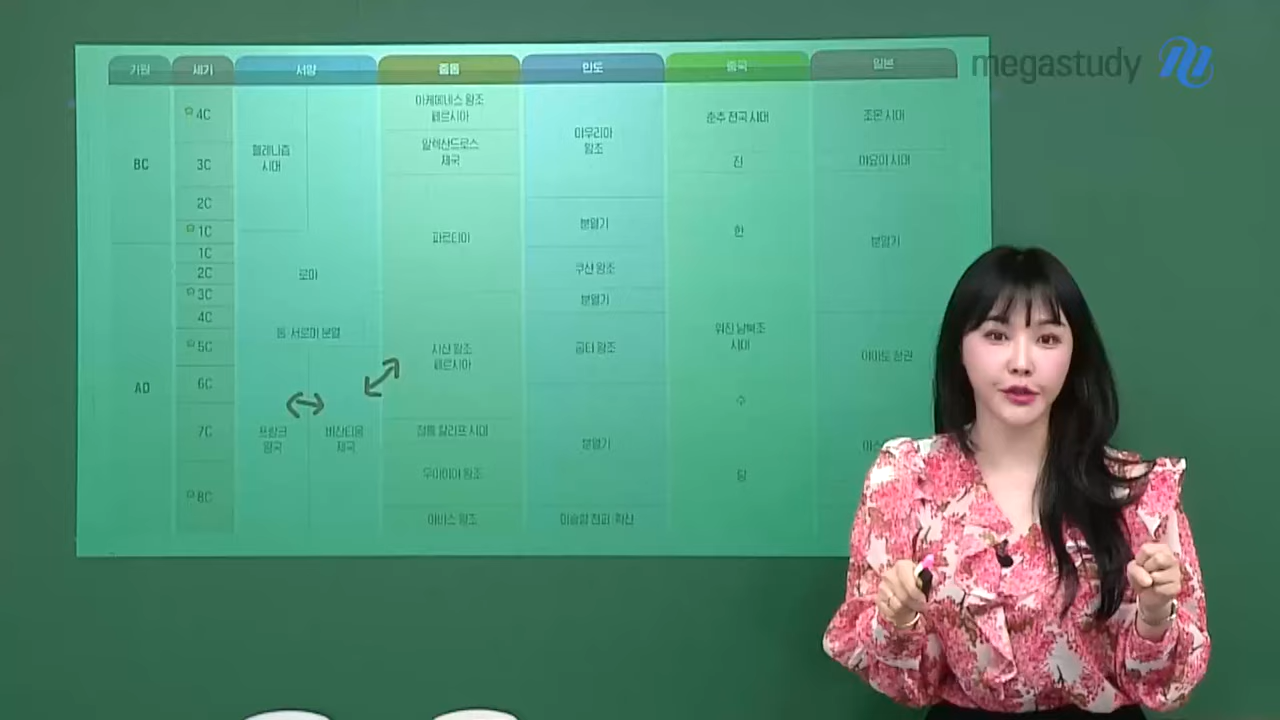 megastudy
기원 세기 서양 중동 인도 중국 일본
BC
AD
4C
3C
2C
1C
1C
2C
3C
4C
5C
6C
7C
8C
헬레니즘
시대
로마
동·서로마 분열
프랑크
왕국
비잔티움
제국
아케메네스 왕조
페르시아
알렉산드로스
제국
파르티아
사산 왕조
페르시아
정통 칼리프 시대
우마이야 왕조
아바스 왕조
마우리아
왕조
분열기
쿠샨 왕조
분열기
굽타 왕조
분열기
이슬람 전파·확산
춘추 전국 시대
진
한
위진 남북조
시대
수
당
조몬 시대
야요이 시대
분열기
야마토 정권